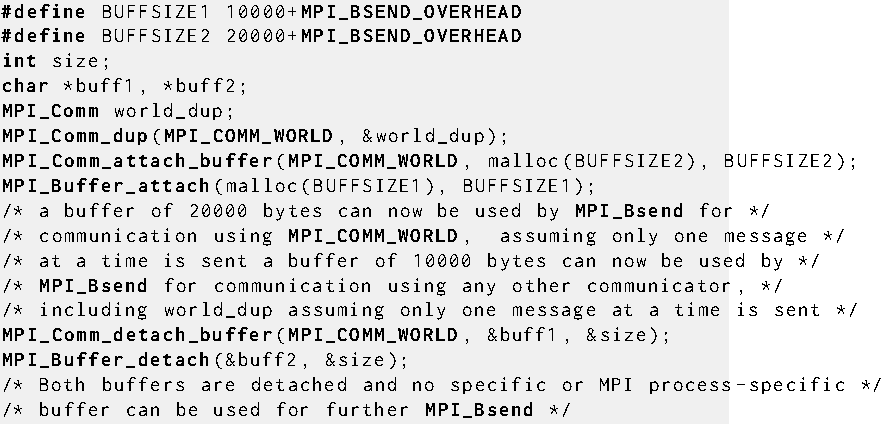 #define BUFFSIZE1 10000+MPI_BSEND_OVERHEAD
#define BUFFSIZE2 20000+MPI_BSEND_OVERHEAD
int size;
char *buff1, *buff2;
MPI_Comm world_dup;
MPI_Comm_dup(MPI_COMM_WORLD, &world_dup);
MPI_Comm_attach_buffer(MPI_COMM_WORLD, malloc(BUFFSIZE2), BUFFSIZE2);
MPI_Buffer_attach(malloc(BUFFSIZE1), BUFFSIZE1);
/* a buffer of 20000 bytes can now be used by MPI_Bsend for */
/* communication using MPI_COMM_WORLD, assuming only one message */
/* at a time is sent a buffer of 10000 bytes can now be used by */
/* MPI_Bsend for communication using any other communicator, */
/* including world_dup assuming only one message at a time is sent */
MPI_Comm_detach_buffer(MPI_COMM_WORLD, &buff1, &size);
MPI_Buffer_detach(&buff2, &size);
/* Both buffers are detached and no specific or MPI process-specific */
/* buffer can be used for further MPI_Bsend */